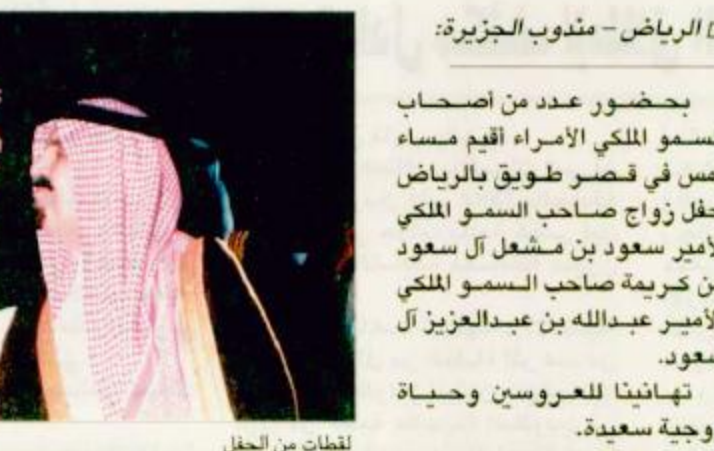 الرياض – مندوب الجزيرة:
بحضور عدد من أصحاب
لسمو الملكي الأمراء أقيم مساء
مس في قصر طويق بالرياض
حفل زواج صاحب السمو الملكي
لأمير سعود بن مشعل آل سعود
ن كريمة صاحب السمو الملكي
لأمير عبدالله بن عبدالعزيز آل
سعود.
تهانينا للعروسين وحياة
وجية سعيدة.
لقطات من الحفل